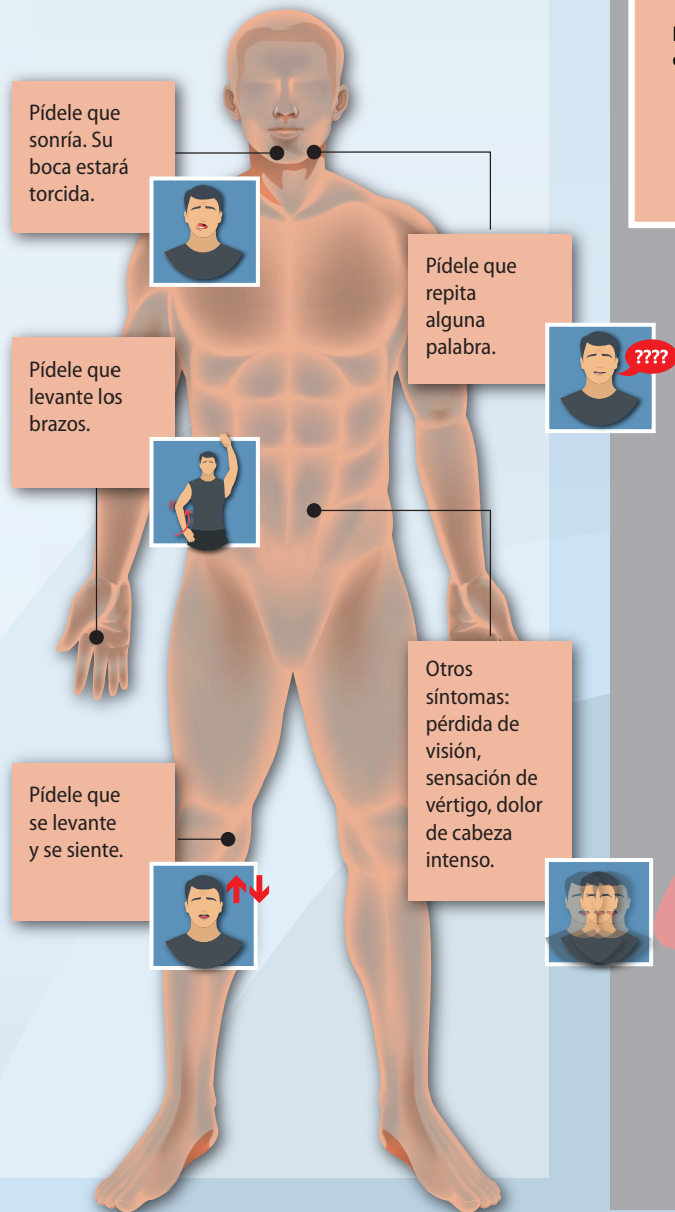 Pídele que
sonría. Su
boca estará
torcida.
Pídele que
repita
alguna
palabra.
????
Pídele que
levante los
brazos.
Otros
síntomas:
pérdida de
visión,
sensación de
vértigo, dolor
de cabeza
intenso.
Pídele que
se levante
y se siente.